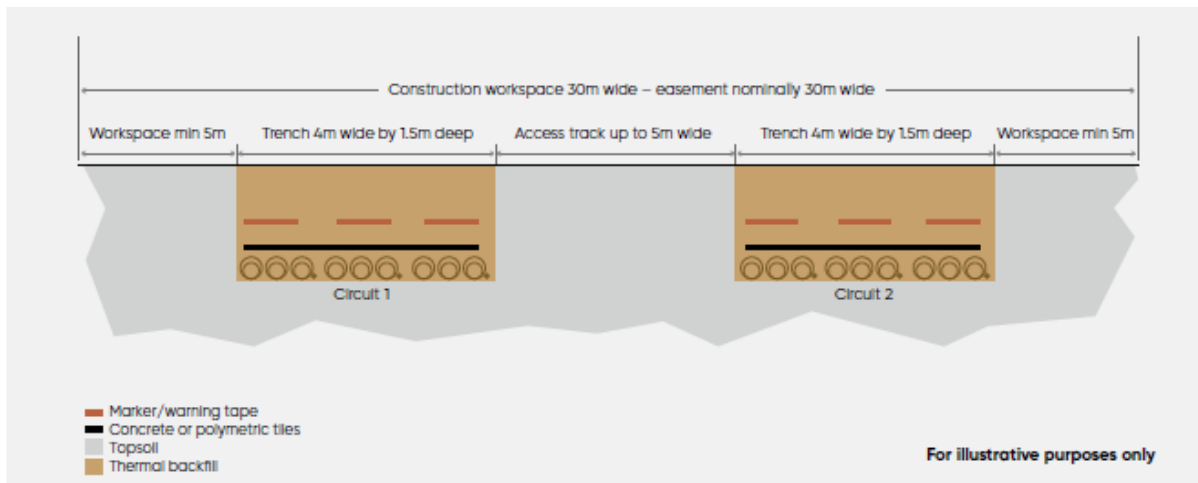 Construction workspace 30m wide – easement nominally 30m wide
Workspace min 5m
Trench 4m wide by 1.5m deep
Access track up to 5m wide
Trench 4m wide by 1.5m deep
Workspace min 5m
Circuit 1
Circuit 2
Marker/warning tape
Concrete or polymetric tiles
Topsoil
Thermal backfill
For illustrative purposes only